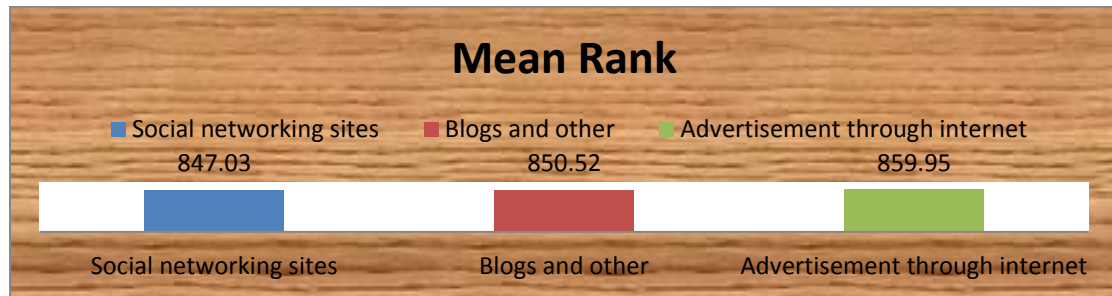 Mean Rank
Social networking sites Blogs and other Advertisement through internet
847.03 850.52 859.95
Social networking sites Blogs and other Advertisement through internet